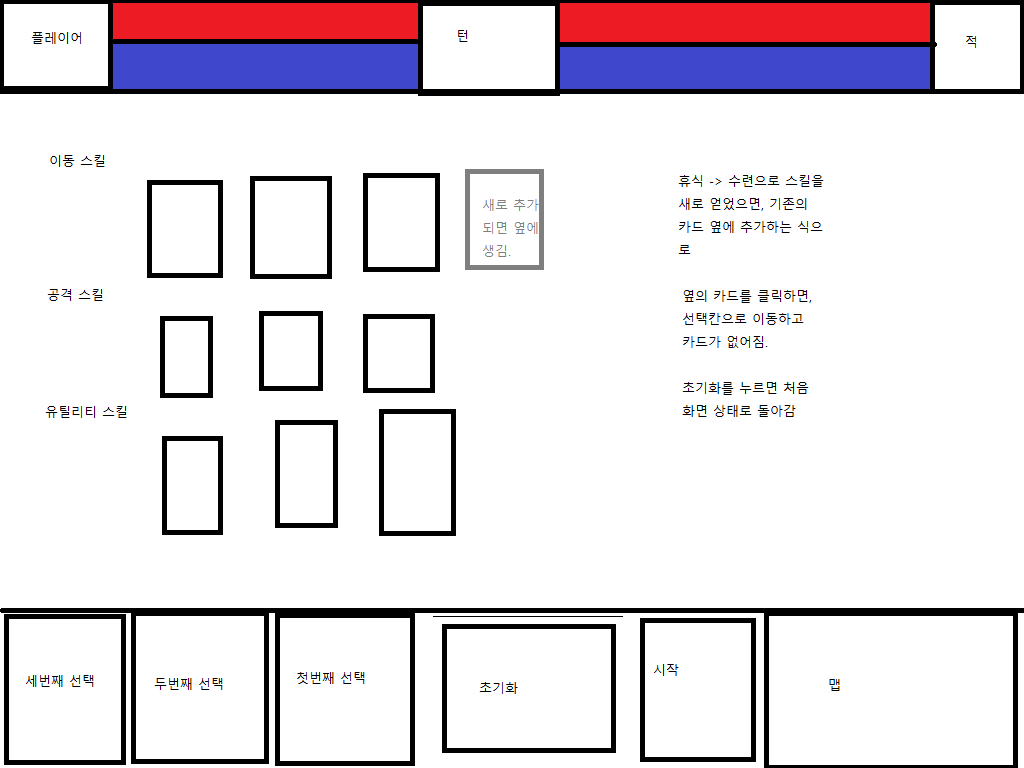 플레이어
턴
적
이동 스킬
새로 추가
되면 옆에
생김.
공격 스킬
유틸리티 스킬
휴식 -> 수련으로 스킬을
새로 얻었으면, 기존의
카드 옆에 추가하는 식으
로
옆의 카드를 클릭하면,
선택칸으로 이동하고
카드가 없어짐.
초기화를 누르면 처음
화면 상태로 돌아감
세번째 선택
두번째 선택
첫번째 선택
초기화
시작
맵